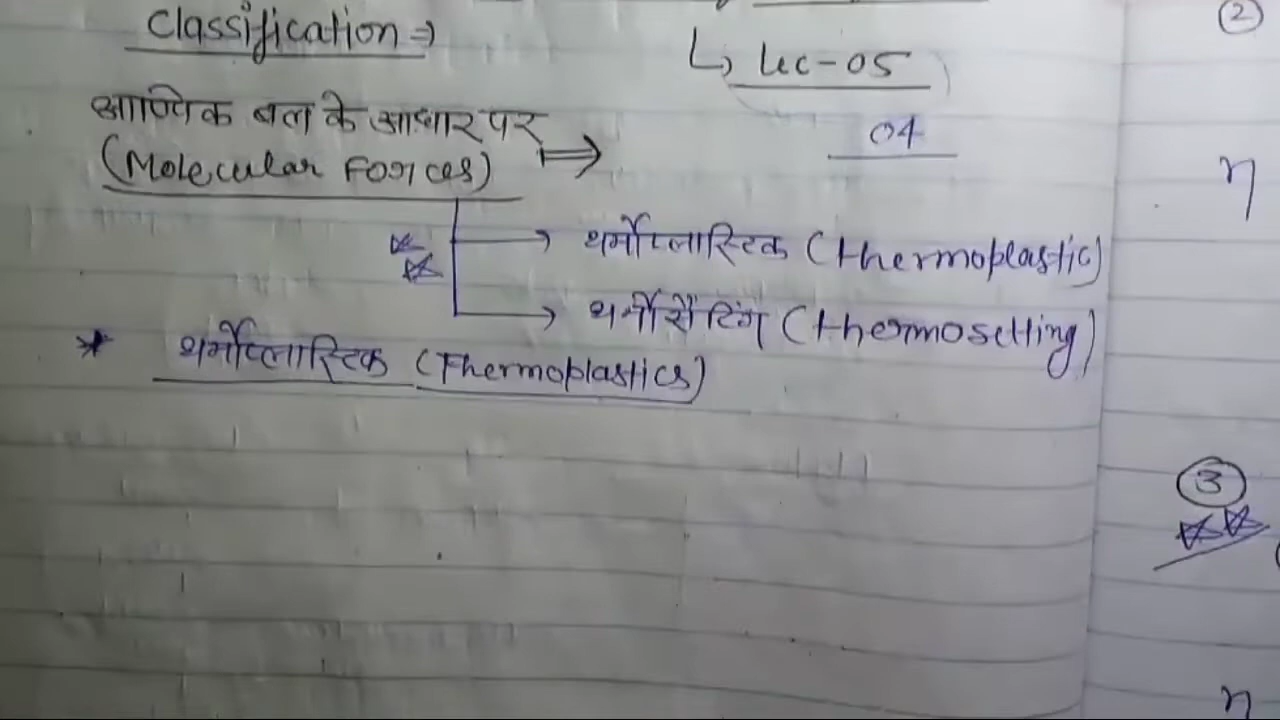 Classification ⇒
↳ Lec-05
04
आण्विक बल के आधार पर
(Molecular Forces) ⟹
→ थर्मोप्लास्टिक (thermoplastic)
→ थर्मोसैटिंग (thermosetting)
* थर्मोप्लास्टिक (Thermoplastics)
2
η
3
η